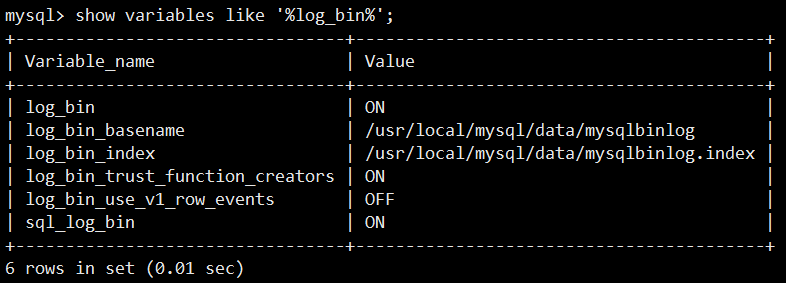 mysql> show variables like '%log_bin%';
+---------------------------------+----------------------------------------+
| Variable_name                   | Value                                  |
+---------------------------------+----------------------------------------+
| log_bin                         | ON                                     |
| log_bin_basename                | /usr/local/mysql/data/mysqlbinlog      |
| log_bin_index                   | /usr/local/mysql/data/mysqlbinlog.index |
| log_bin_trust_function_creators | ON                                     |
| log_bin_use_v1_row_events       | OFF                                    |
| sql_log_bin                     | ON                                     |
+---------------------------------+----------------------------------------+
6 rows in set (0.01 sec)